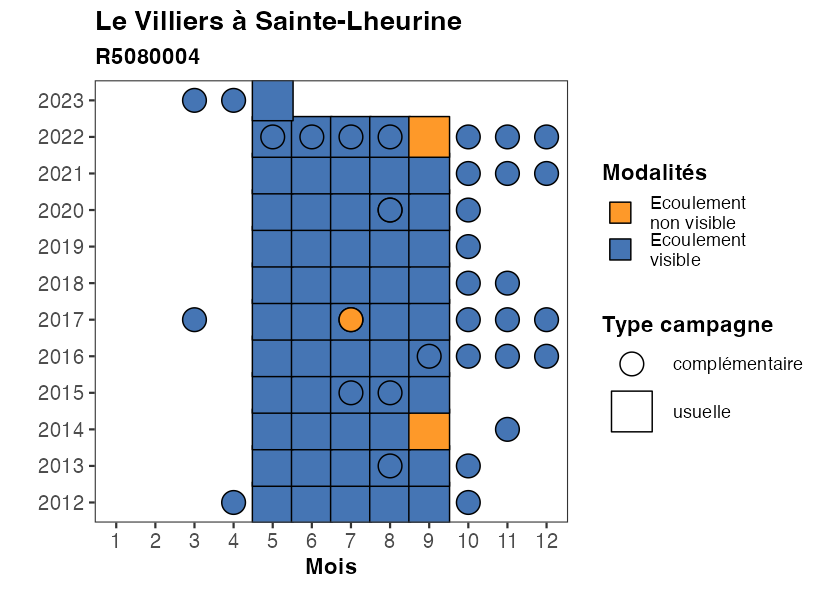 Le Villiers à Sainte-Lheurine
R5080004
2023
2022
2021
2020
2019
2018
2017
2016
2015
2014
2013
2012
1 2 3 4 5 6 7 8 9 10 11 12
Mois
Modalités
Ecoulement
non visible
Ecoulement
visible
Type campagne
complémentaire
usuelle